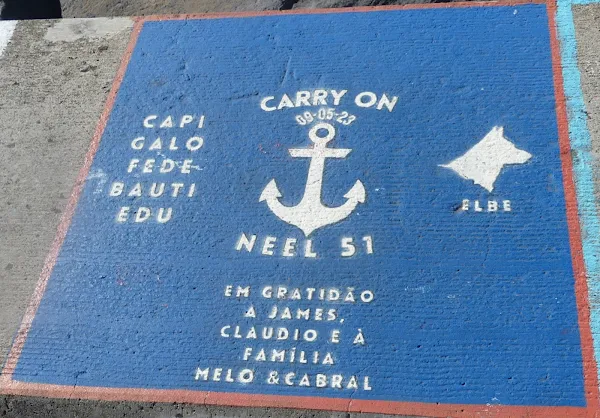 CARRY ON
09-05-23
CAPI
GALO
FEDE
BAUTI
EDU
ELBE
NEEL 51
EM GRATIDÃO
A JAMES,
CLAUDIO E À
FAMÍLIA
MELO & CABRAL